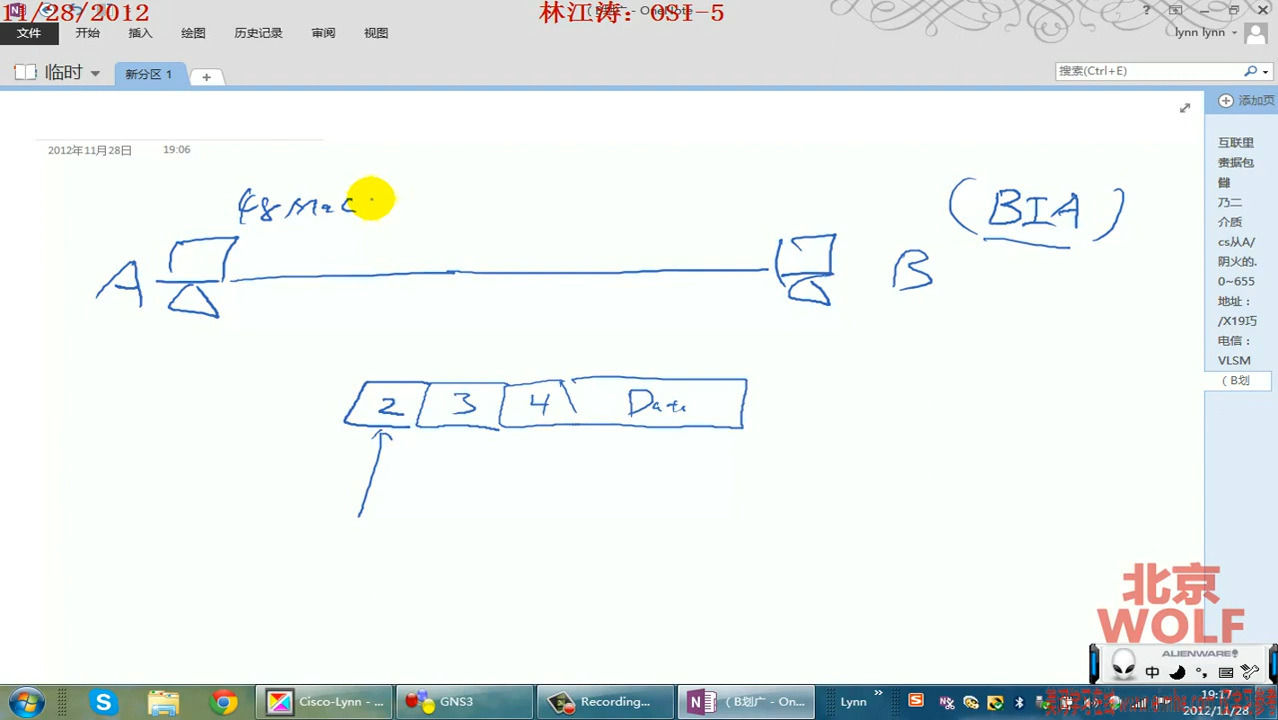 11/28/2012
林江涛：OSI-5
( B划广 - OneNote
文件 开始 插入 绘图 历史记录 审阅 视图
lynn lynn
临时
新分区 1
搜索(Ctrl+E)
添加页
2012年11月28日 19:06
48 Mac
(BIA)
A
B
2 3 4 Data
互联里
乃二
介质
cs从A/
阴火的.
0~655
地址：
/X19巧
电信：
VLSM
( B划
北京
WOLF
ALIENWARE
中
Cisco-Lynn - ...
GNS3
Recording...
( B划广 - On...
Lynn
19:17
2012/11/28